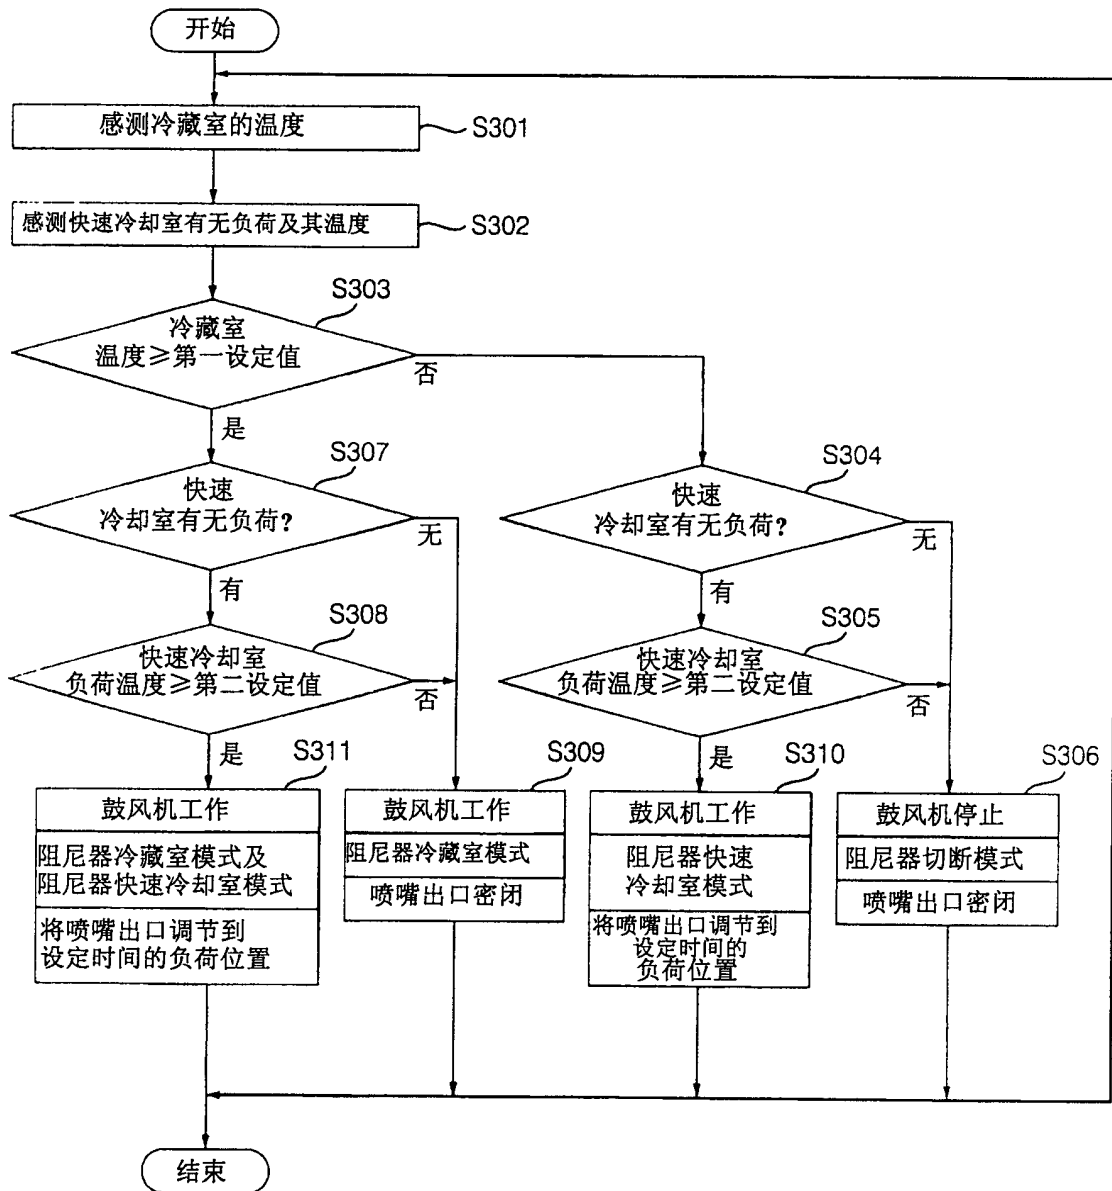 开始
感测冷藏室的温度
S301
感测快速冷却室有无负荷及其温度
S302
S303
冷藏室
温度≥第一设定值
否
是
S307
快速
冷却室有无负荷?
无
有
S304
快速
冷却室有无负荷?
无
有
S308
快速冷却室
负荷温度≥第二设定值
否
是
S305
快速冷却室
负荷温度≥第二设定值
否
是
S311
鼓风机工作
阻尼器冷藏室模式及
阻尼器快速冷却室模式
将喷嘴出口调节到
设定时间的负荷位置
S309
鼓风机工作
阻尼器冷藏室模式
喷嘴出口密闭
S310
鼓风机工作
阻尼器快速
冷却室模式
将喷嘴出口调节到
设定时间的
负荷位置
S306
鼓风机停止
阻尼器切断模式
喷嘴出口密闭
结束